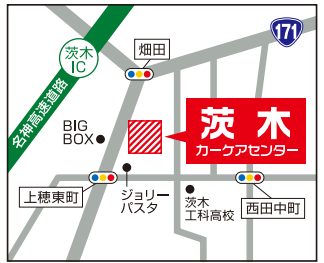 171
畑田
茨木
IC
名神高速道路
茨木
カーケアセンター
BIG
BOX
上穂東町
ジョリー
パスタ
茨木
工科高校
西田中町